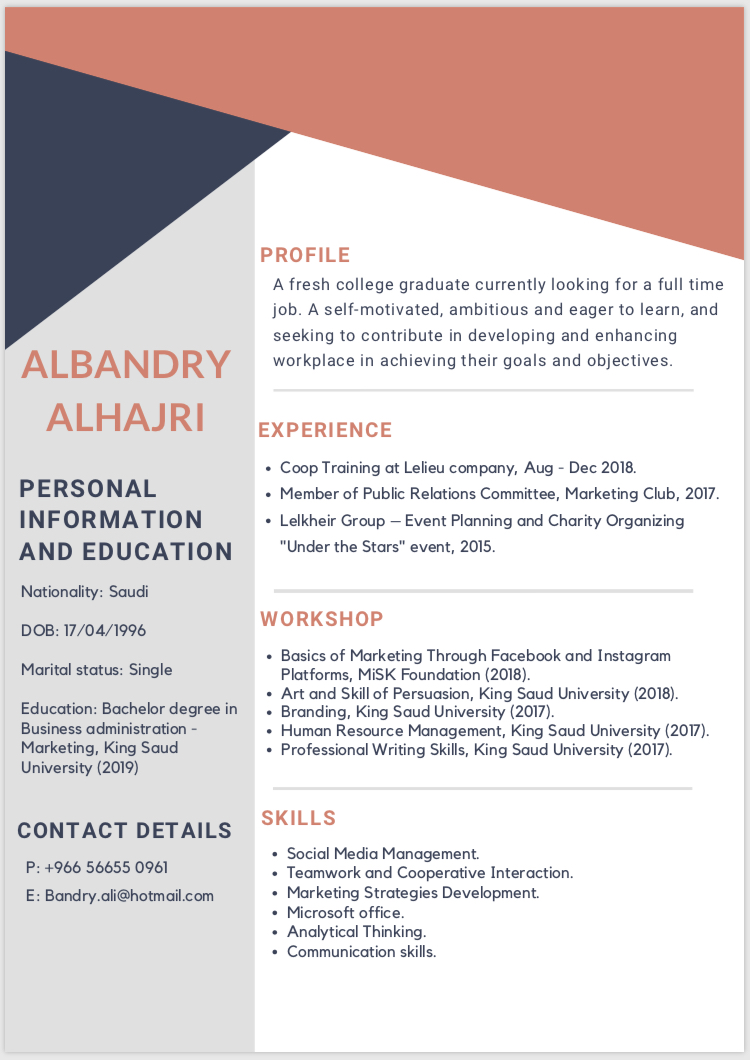 ALBANDRY
ALHAJRI
PERSONAL
INFORMATION
AND EDUCATION
Nationality: Saudi
DOB: 17/04/1996
Marital status: Single
Education: Bachelor degree in
Business administration -
Marketing, King Saud
University (2019)
CONTACT DETAILS
P: +966 56655 0961
E: Bandry.ali@hotmail.com
PROFILE
A fresh college graduate currently looking for a full time
job. A self-motivated, ambitious and eager to learn, and
seeking to contribute in developing and enhancing
workplace in achieving their goals and objectives.
EXPERIENCE
• Coop Training at Lelieu company, Aug - Dec 2018.
• Member of Public Relations Committee, Marketing Club, 2017.
• Lelkheir Group – Event Planning and Charity Organizing
"Under the Stars" event, 2015.
WORKSHOP
• Basics of Marketing Through Facebook and Instagram
Platforms, MiSK Foundation (2018).
• Art and Skill of Persuasion, King Saud University (2018).
• Branding, King Saud University (2017).
• Human Resource Management, King Saud University (2017).
• Professional Writing Skills, King Saud University (2017).
SKILLS
• Social Media Management.
• Teamwork and Cooperative Interaction.
• Marketing Strategies Development.
• Microsoft office.
• Analytical Thinking.
• Communication skills.